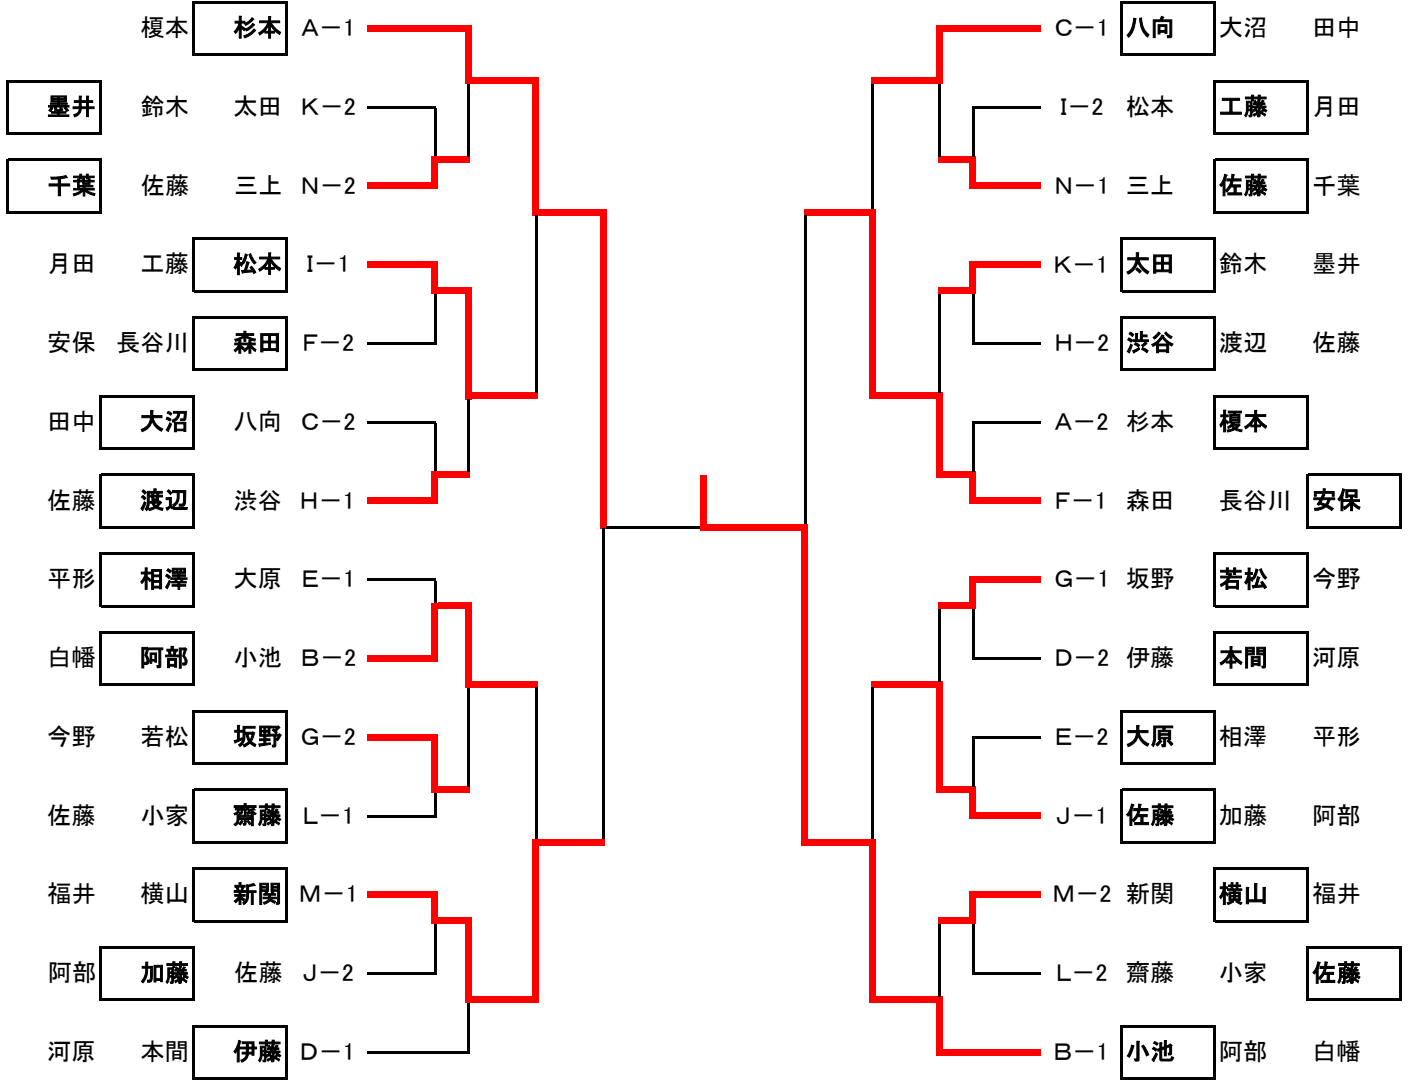 榎本 杉本 A－1
墨井 鈴木 太田 K－2
千葉 佐藤 三上 N－2
月田 工藤 松本 I－1
安保 長谷川 森田 F－2
田中 大沼 八向 C－2
佐藤 渡辺 渋谷 H－1
平形 相澤 大原 E－1
白幡 阿部 小池 B－2
今野 若松 坂野 G－2
佐藤 小家 齋藤 L－1
福井 横山 新関 M－1
阿部 加藤 佐藤 J－2
河原 本間 伊藤 D－1
C－1 八向 大沼 田中
I－2 松本 工藤 月田
N－1 三上 佐藤 千葉
K－1 太田 鈴木 墨井
H－2 渋谷 渡辺 佐藤
A－2 杉本 榎本
F－1 森田 長谷川 安保
G－1 坂野 若松 今野
D－2 伊藤 本間 河原
E－2 大原 相澤 平形
J－1 佐藤 加藤 阿部
M－2 新関 横山 福井
L－2 齋藤 小家 佐藤
B－1 小池 阿部 白幡